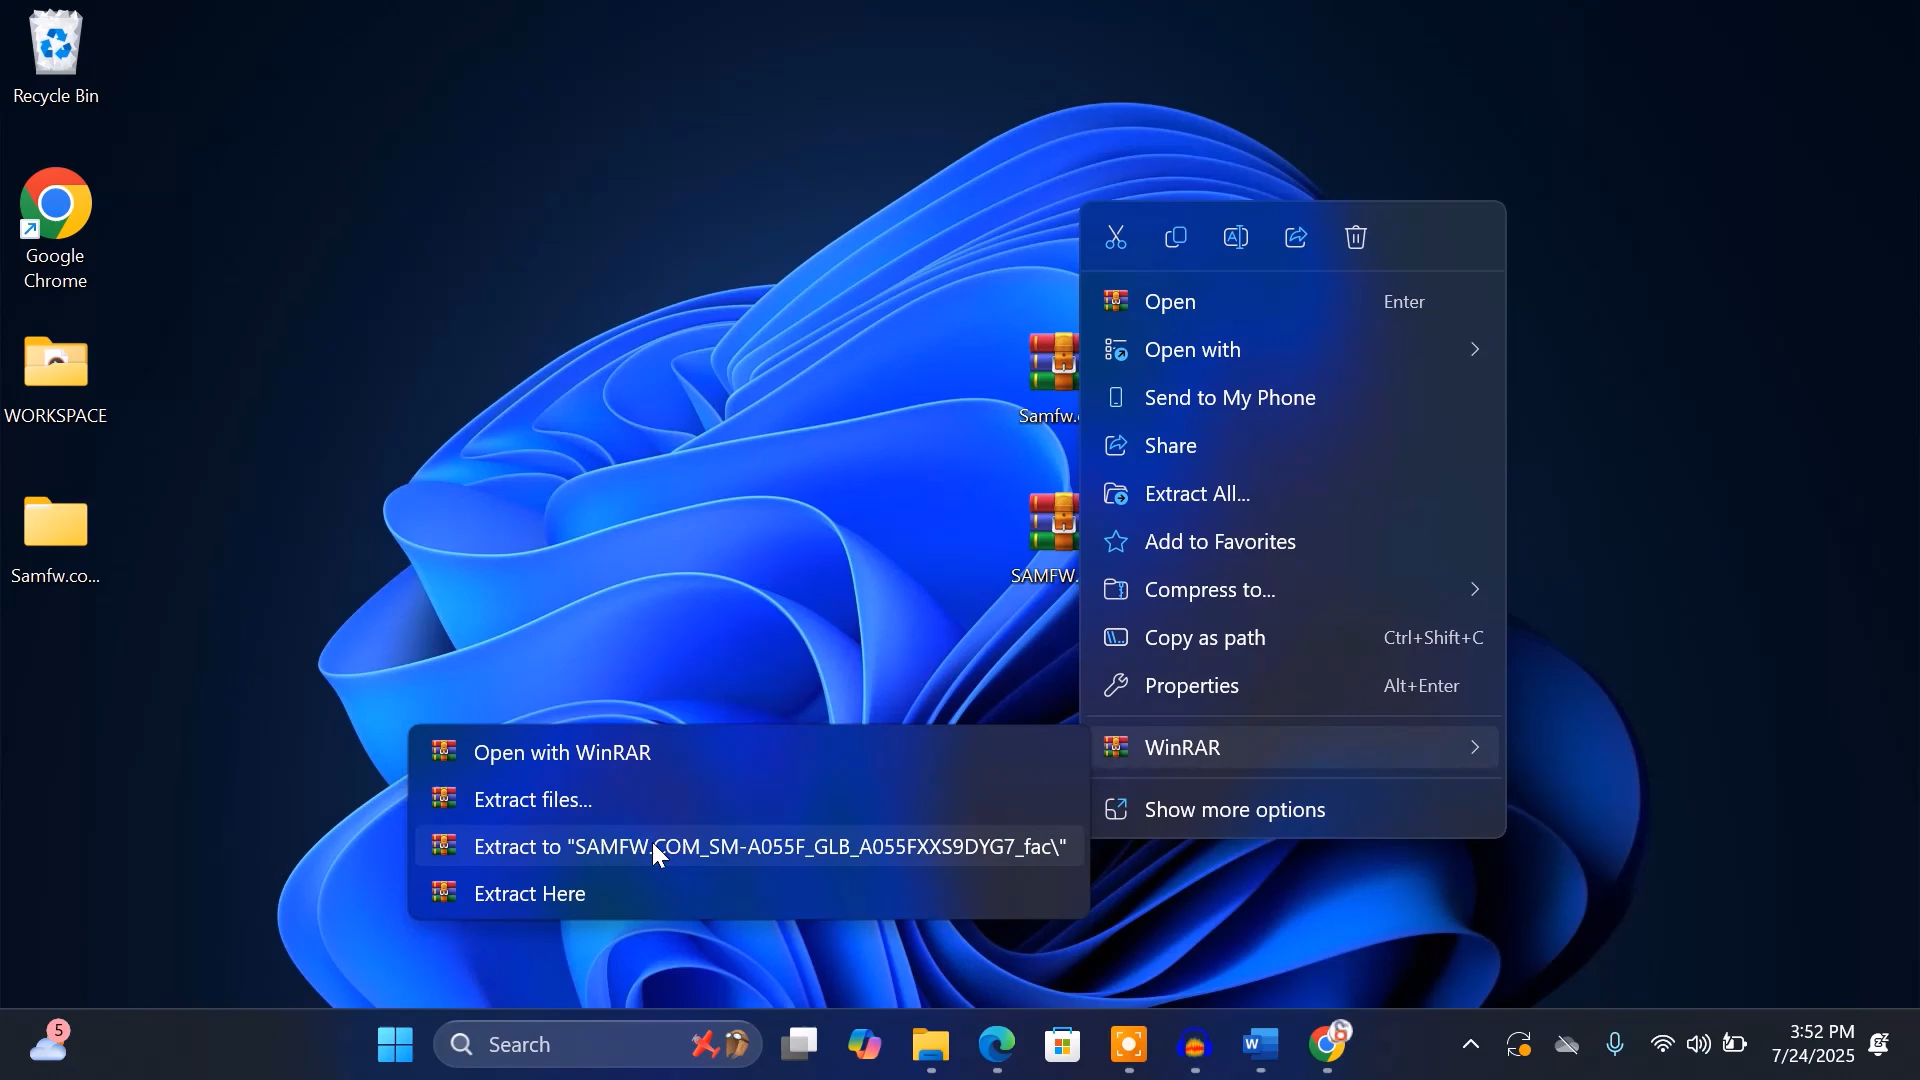 Recycle Bin
Google
Chrome
WORKSPACE
Samfw.co...
Samfw.
SAMFW.
Open Enter
Open with
Send to My Phone
Share
Extract All...
Add to Favorites
Compress to...
Copy as path Ctrl+Shift+C
Properties Alt+Enter
WinRAR
Show more options
Open with WinRAR
Extract files...
Extract to "SAMFW.COM_SM-A055F_GLB_A055FXXS9DYG7_fac\"
Extract Here
5
Search
6
3:52 PM
7/24/2025